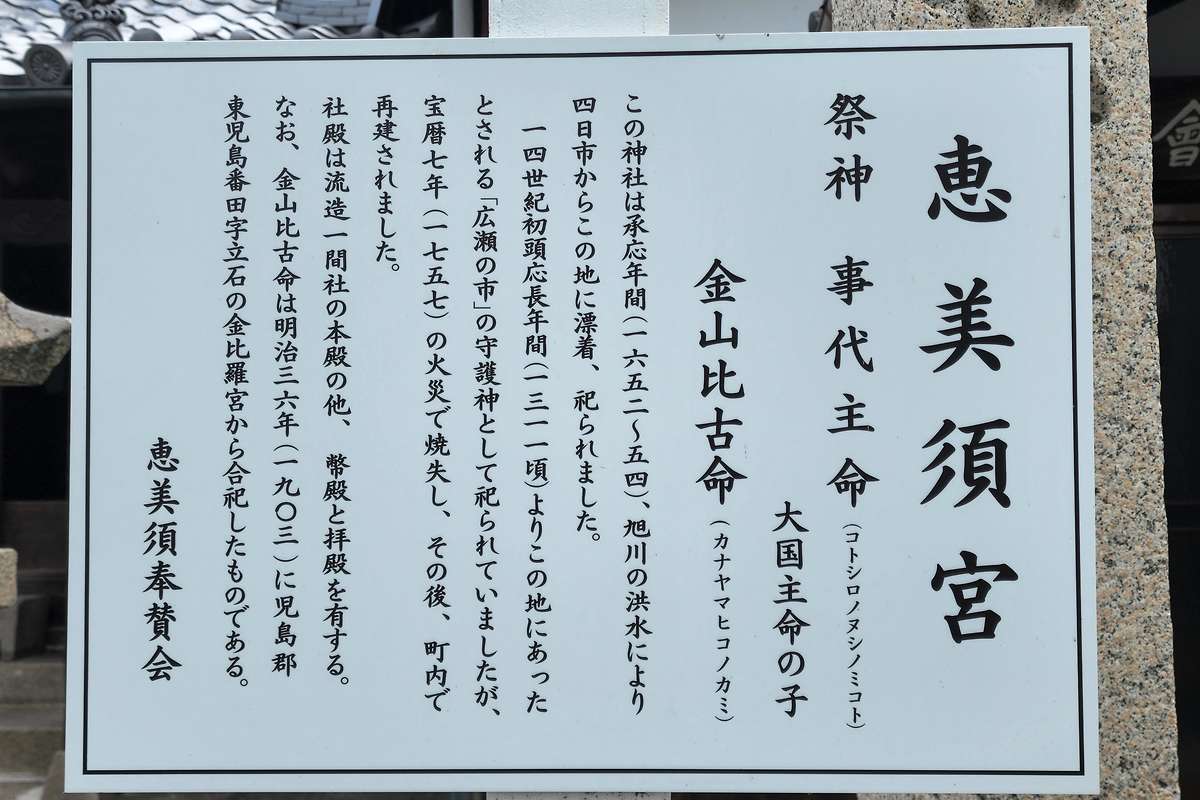 恵美須宮
祭神 事代主命(コトシロノヌシノミコト)
大国主命の子
金山比古命(カナヤマヒコノカミ)
この神社は承応年間(一六五二〜五四)、旭川の洪水により
四日市からこの地に漂着、祀られました。
一四世紀初頭応長年間(一三一一頃)よりこの地にあった
とされる「広瀬の市」の守護神として祀られていましたが、
宝暦七年(一七五七)の火災で焼失し、その後、町内で
再建されました。
社殿は流造一間社の本殿の他、幣殿と拝殿を有する。
なお、金山比古命は明治三六年(一九〇三)に児島郡
東児島番田字立石の金比羅宮から合祀したものである。
恵美須奉賛会
會